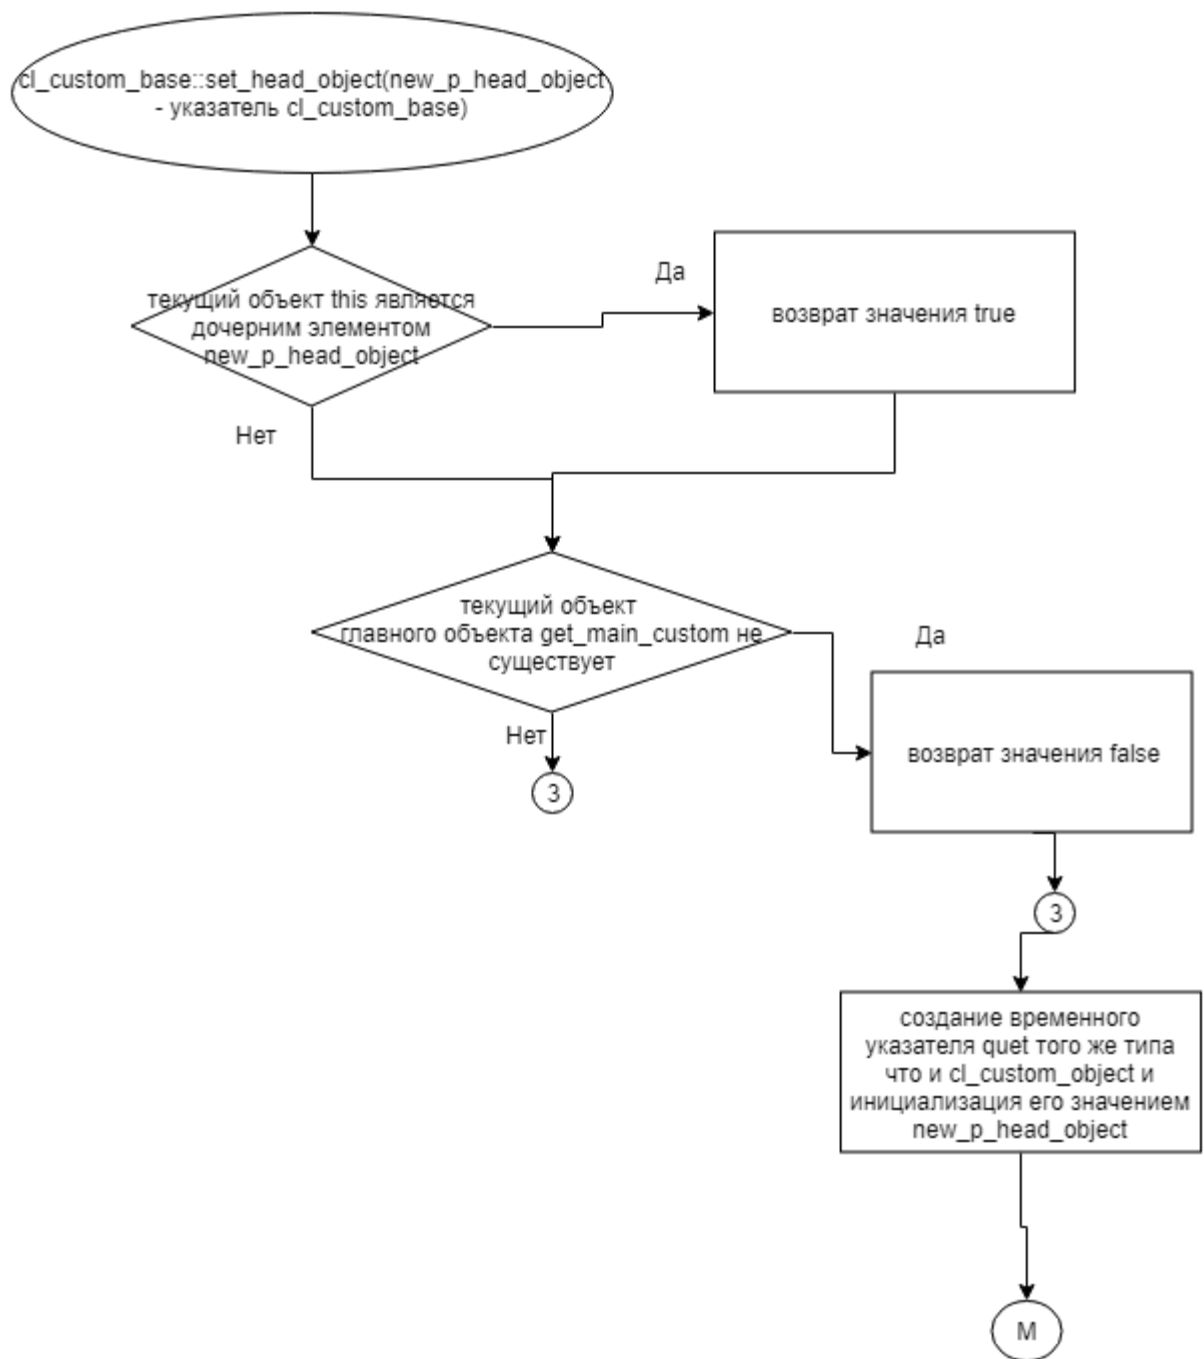 cl_custom_base::set_head_object(new_p_head_object
- указатель cl_custom_base)
Да
текущий объект this является
дочерним элементом
new_p_head_object
возврат значения true
Нет
текущий объект
главного объекта get_main_custom не
существует
Да
Нет
возврат значения false
3
3
создание временного
указателя quet того же типа
что и cl_custom_object и
инициализация его значением
new_p_head_object
М